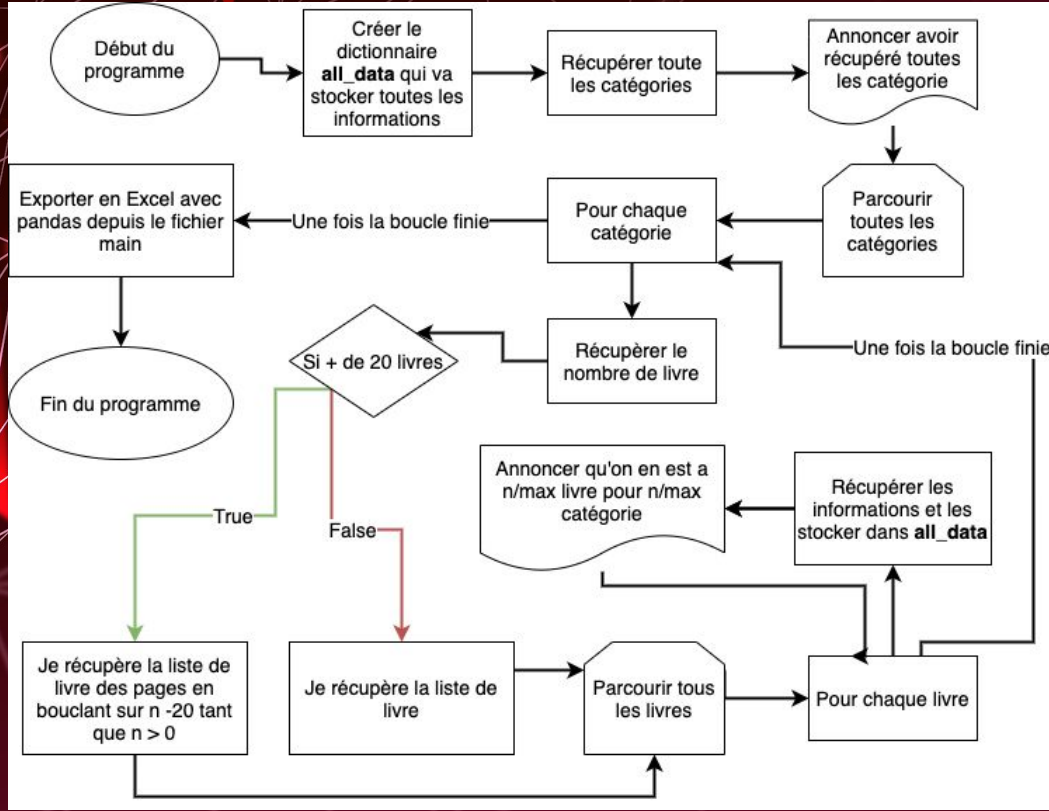 Début du
programme
Créer le
dictionnaire
all_data qui va
stocker toutes les
informations
Récupérer toute
les catégories
Annoncer avoir
récupéré toutes
les catégorie
Parcourir
toutes les
catégories
Pour chaque
catégorie
Une fois la boucle finie
Exporter en Excel avec
pandas depuis le fichier
main
Fin du programme
Récupèrer le
nombre de livre
Une fois la boucle finie
Si + de 20 livres
True
False
Je récupère la liste de
livre des pages en
bouclant sur n -20 tant
que n > 0
Je récupère la liste de
livre
Parcourir tous
les livres
Pour chaque livre
Récupérer les
informations et les
stocker dans all_data
Annoncer qu'on en est a
n/max livre pour n/max
catégorie